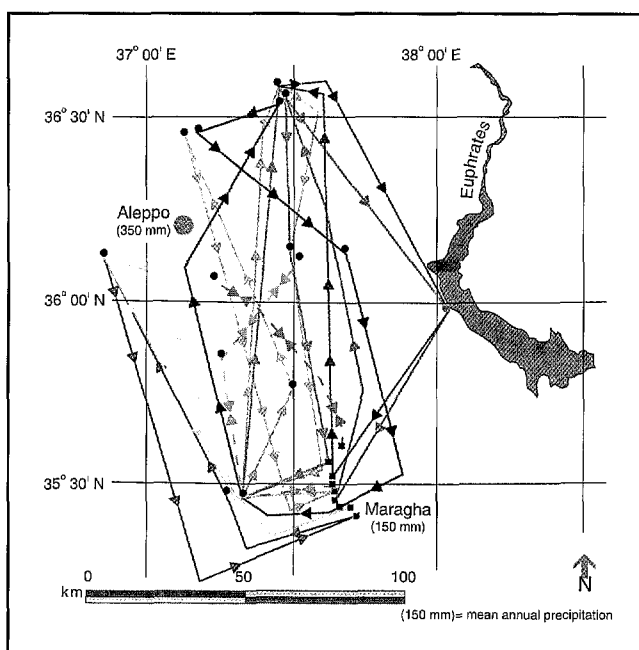 37° 00' E
38° 00' E
36° 30' N
Euphrates
Aleppo
(350 mm)
36° 00' N
35° 30' N
Maragha
(150 mm)
0
50
100
km
N
(150 mm)= mean annual precipitation